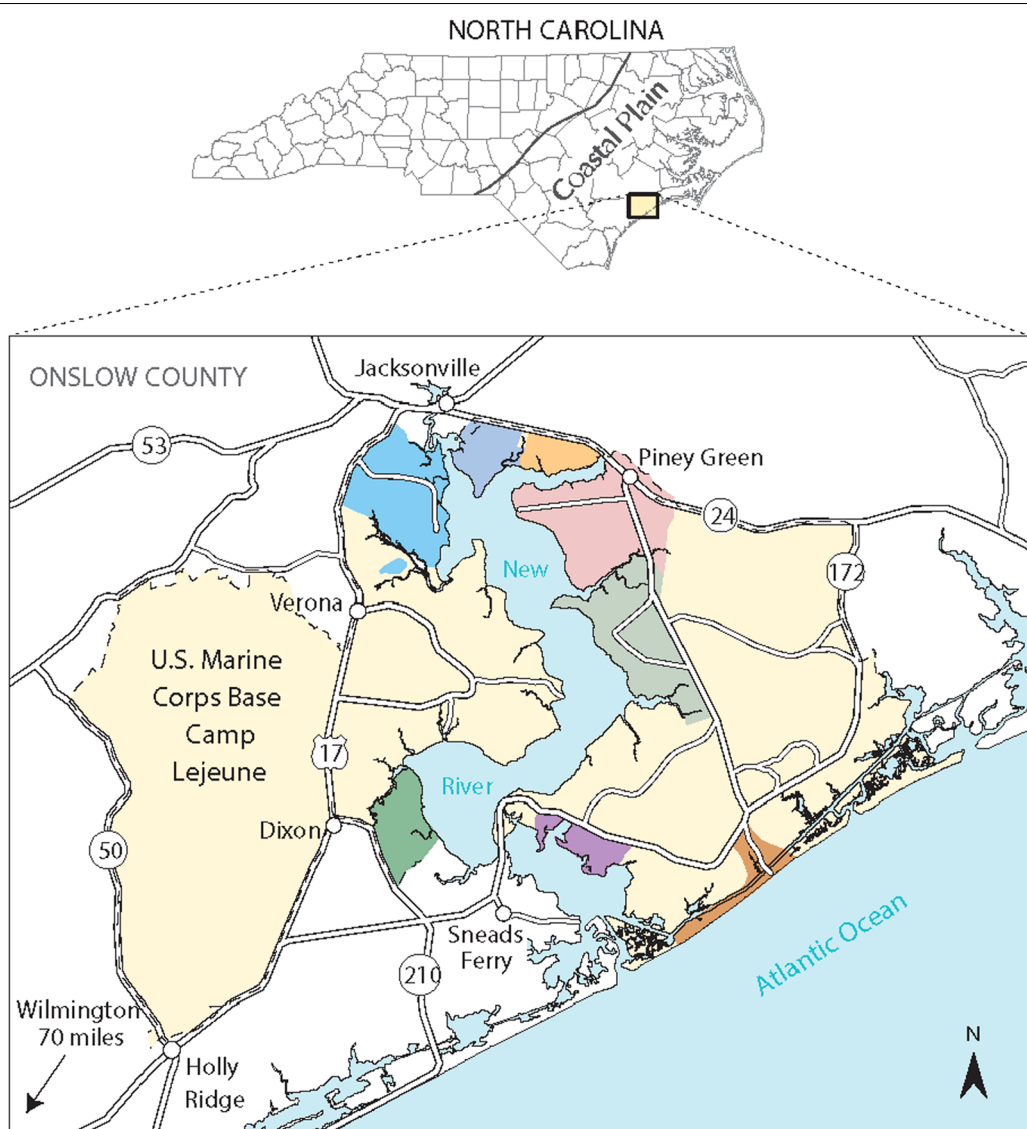 NORTH CAROLINA
Coastal Plain
ONSLOW COUNTY
Jacksonville
53
Piney Green
24
New
172
Verona
U.S. Marine
Corps Base
Camp
Lejeune
17
River
Dixon
50
Sneads
Ferry
Atlantic Ocean
210
Wilmington
70 miles
Holly
Ridge
N